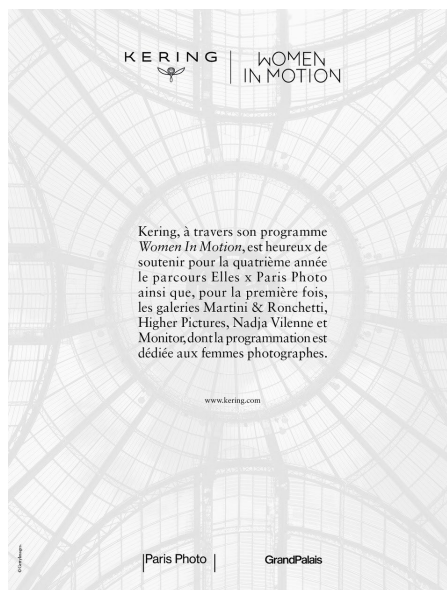 KERING | WOMEN
IN MOTION
Kering, à travers son programme
Women In Motion, est heureux de
soutenir pour la quatrième année
le parcours Elles x Paris Photo
ainsi que, pour la première fois,
les galeries Martini & Ronchetti,
Higher Pictures, Nadja Vilenne et
Monitor, dont la programmation est
dédiée aux femmes photographes.
www.kering.com
© Getty Images.
Paris Photo
GrandPalais